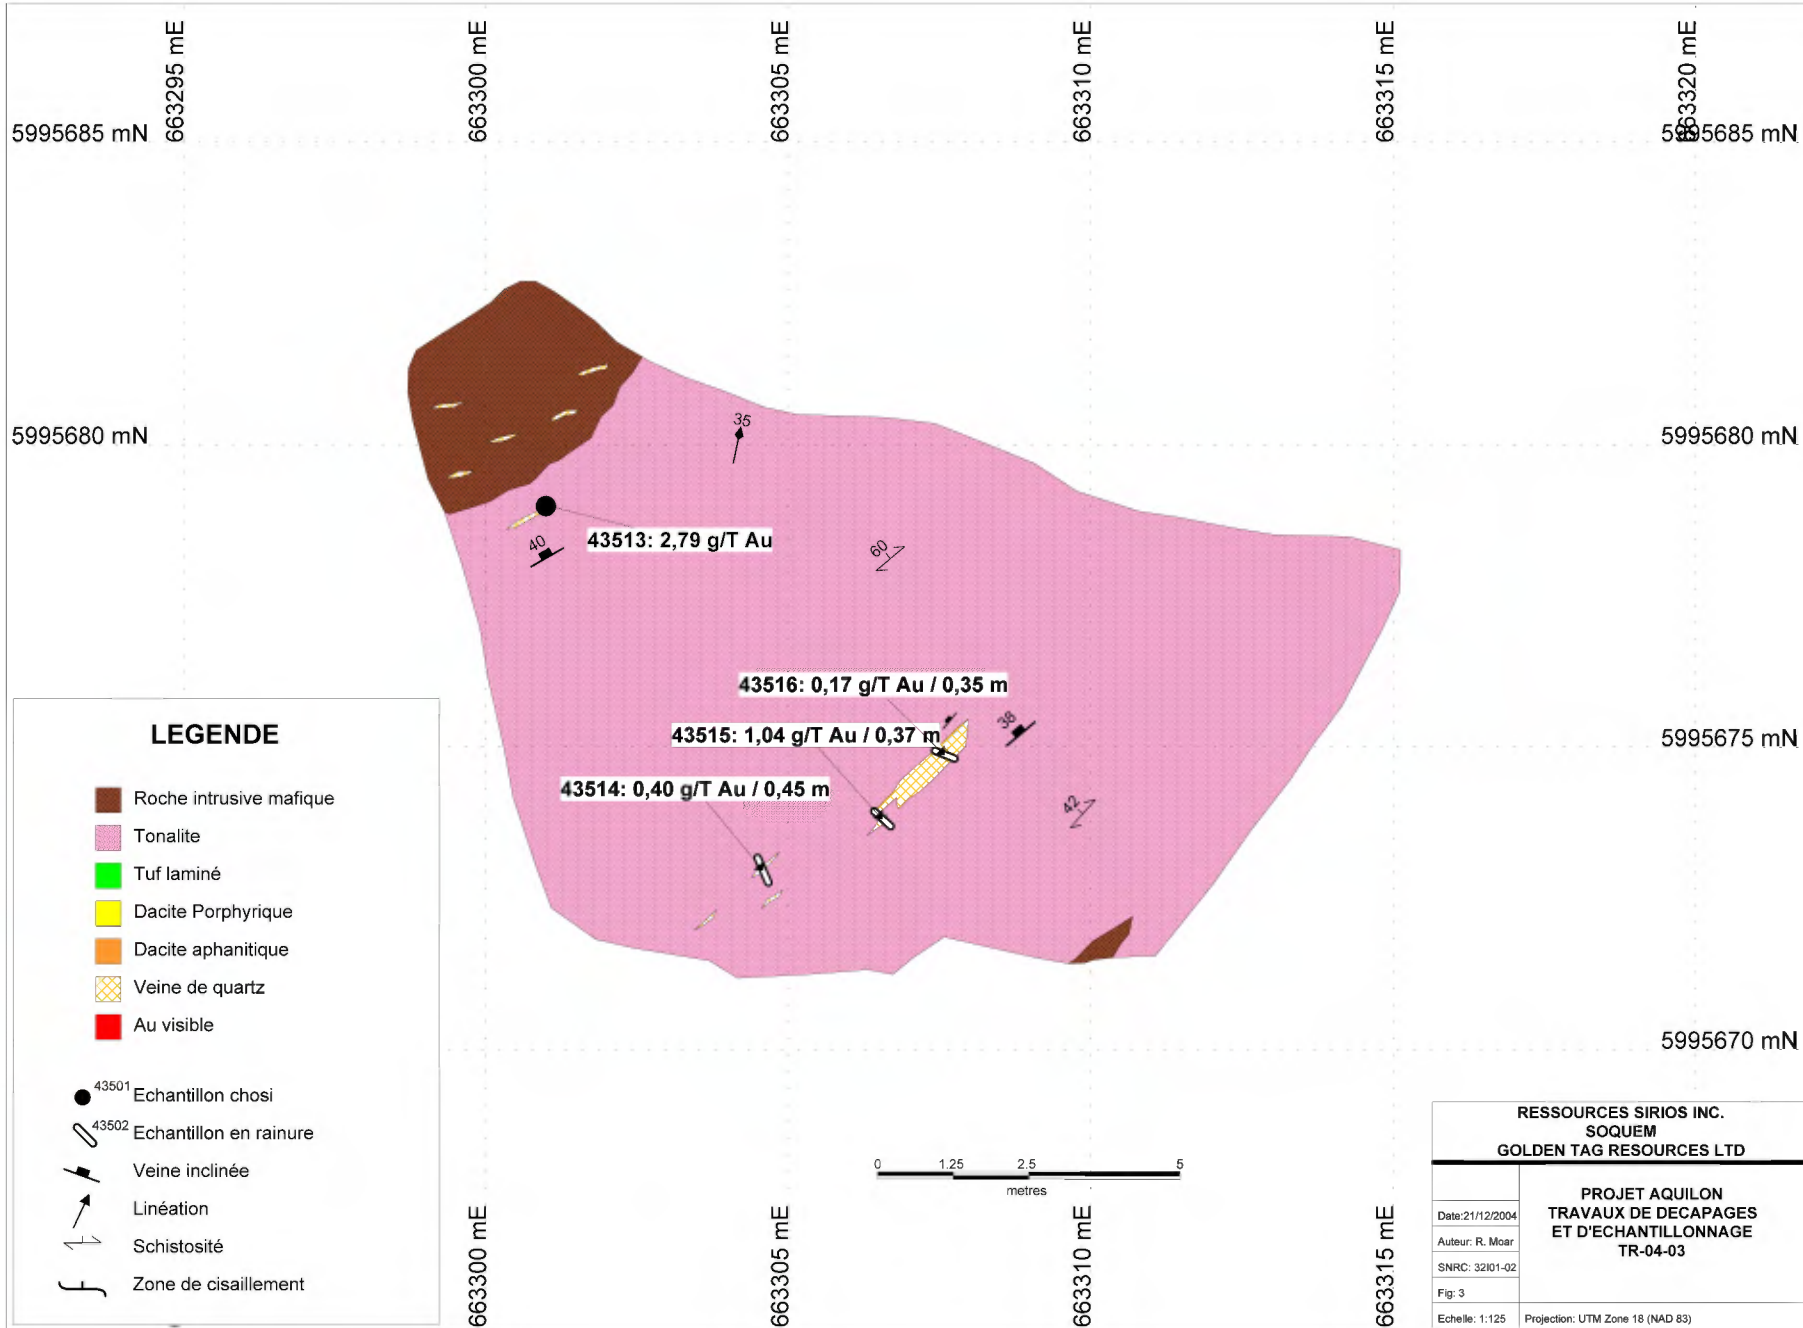 663295 mE
663300 mE
663305 mE
663310 mE
663315 mE
663320 mE
5995685 mN
5995685 mN
5995680 mN
5995680 mN
35
40
43513: 2,79 g/T Au
60
43516: 0,17 g/T Au / 0,35 m
38
43515: 1,04 g/T Au / 0,37 m
5995675 mN
43514: 0,40 g/T Au / 0,45 m
42
5995670 mN
LEGENDE
Roche intrusive mafique
Tonalite
Tuf laminé
Dacite Porphyrique
Dacite aphanitique
Veine de quartz
Au visible
43501 Echantillon chosi
43502 Echantillon en rainure
Veine inclinée
Linéation
Schistosité
Zone de cisaillement
0 1.25 2.5 5
metres
663300 mE
663305 mE
663310 mE
663315 mE
RESSOURCES SIRIOS INC.
SOQUEM
GOLDEN TAG RESOURCES LTD
PROJET AQUILON
TRAVAUX DE DECAPAGES
ET D'ECHANTILLONNAGE
TR-04-03
Date:21/12/2004
Auteur: R. Moar
SNRC: 32I01-02
Fig: 3
Echelle: 1:125
Projection: UTM Zone 18 (NAD 83)